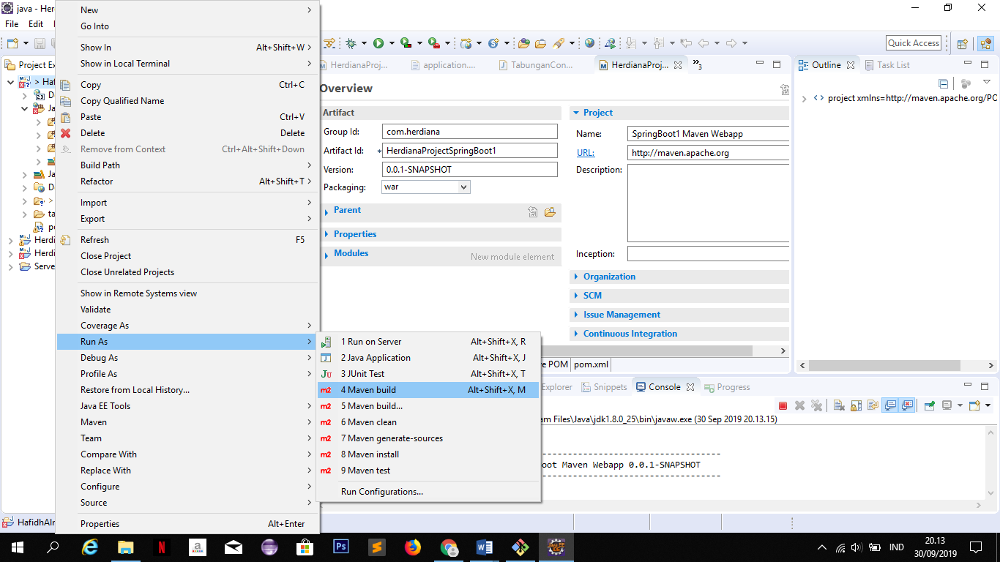 java - Herd
File Edit
Quick Access
Project Ex
> Haf
D
Ja
Ja
D
>
ta
po
Herdi
Herdi
Serve
New
Go Into
Show In Alt+Shift+W >
Show in Local Terminal
Copy Ctrl+C
Copy Qualified Name
Paste Ctrl+V
Delete Delete
Remove from Context Ctrl+Alt+Shift+Down
Build Path
Refactor Alt+Shift+T >
Import
Export
Refresh F5
Close Project
Close Unrelated Projects
Show in Remote Systems view
Validate
Coverage As
Run As
Debug As
Profile As
Restore from Local History...
Java EE Tools
Maven
Team
Compare With
Replace With
Configure
Source
Properties Alt+Enter
1 Run on Server Alt+Shift+X, R
2 Java Application Alt+Shift+X, J
3 JUnit Test Alt+Shift+X, T
m2 4 Maven build Alt+Shift+X, M
m2 5 Maven build...
m2 6 Maven clean
m2 7 Maven generate-sources
m2 8 Maven install
m2 9 Maven test
Run Configurations...
HerdianaProj... application.... TabunganCon... HerdianaProj... 3
Overview
Artifact
Group Id: com.herdiana
Artifact Id: * HerdianaProjectSpringBoot1
Version: 0.0.1-SNAPSHOT
Packaging: war
Parent
Properties
Modules New module element
Project
Name: :SpringBoot1 Maven Webapp
URL: http://maven.apache.org
Description:
Inception:
Organization
SCM
Issue Management
Continuous Integration
e POM pom.xml
Outline Task List
<> project xmlns=http://maven.apache.org/PO
Explorer Snippets Console Progress
am Files\Java\jdk1.8.0_25\bin\javaw.exe (30 Sep 2019 20.13.15)
-----------------------------------
oot Maven Webapp 0.0.1-SNAPSHOT
-----------------------------------
HafidhAlr
IND
20.13
30/09/2019